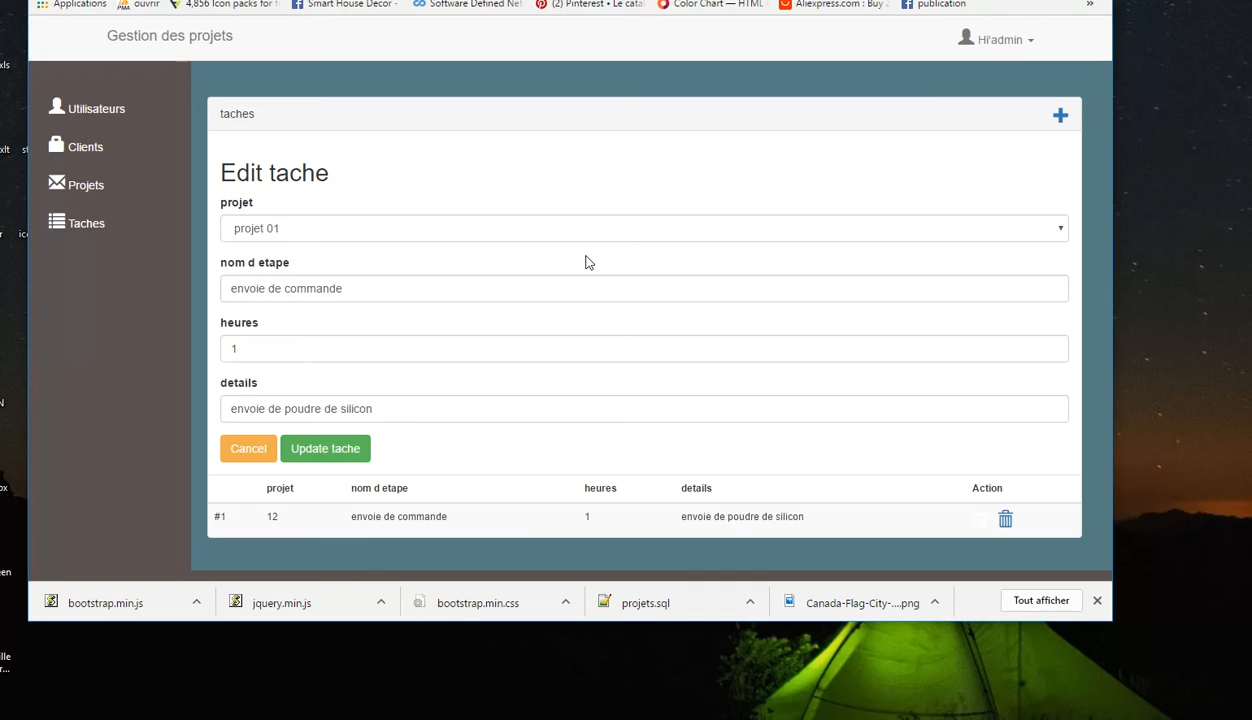 Applications ouvrir 4,856 Icon packs for Smart House Decor - Software Defined Net (2) Pinterest • Le cata Color Chart — HTML Aliexpress.com : Buy publication »
Gestion des projets
Hi'admin
Utilisateurs
Clients
Projets
Taches
taches
Edit tache
projet
projet 01
nom d etape
envoie de commande
heures
1
details
envoie de poudre de silicon
Cancel Update tache
projet nom d etape heures details Action
#1 12 envoie de commande 1 envoie de poudre de silicon
bootstrap.min.js jquery.min.js bootstrap.min.css projets.sql Canada-Flag-City-....png Tout afficher